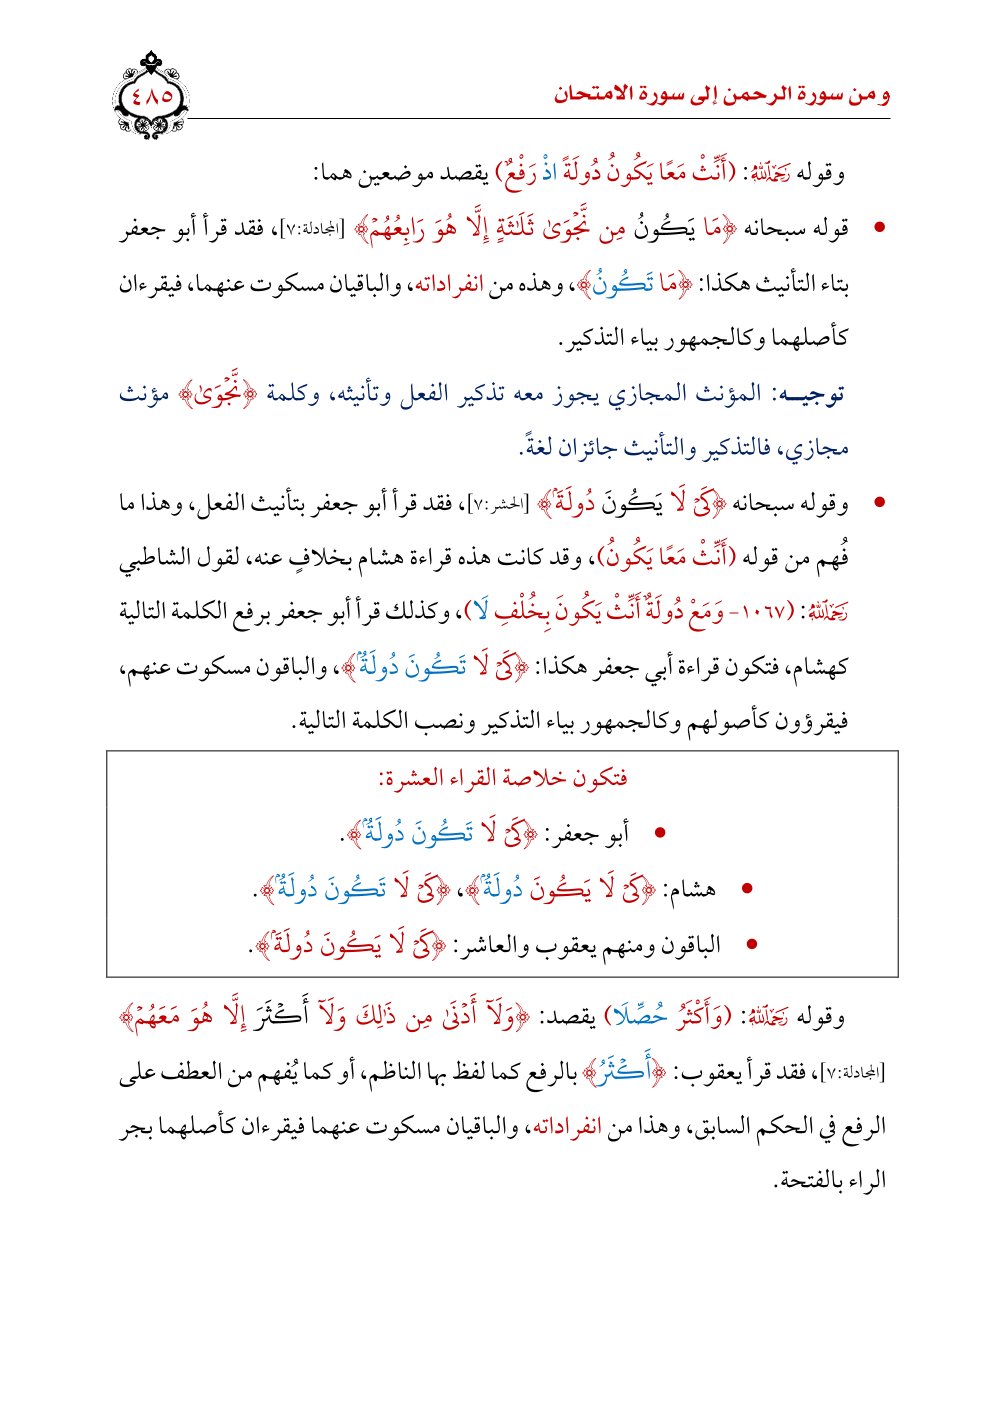 ومن سورة الرحمن إلى سورة الامتحان
٤٨٥
وقوله رَحِمَهُ ٱللَّهُ: (أَنِّثْ مَعًا يَكُونُ دُولَةً اذْ رَفْعٌ) يقصد موضعين هما:
• قوله سبحانه ﴿مَا يَكُونُ مِن نَّجْوَىٰ ثَلَٰثَةٍ إِلَّا هُوَ رَابِعُهُمْ﴾ [المجادلة:٧]، فقد قرأ أبو جعفر
بتاء التأنيث هكذا: ﴿مَا تَكُونُ﴾، وهذه من انفراداته، والباقيان مسكوت عنهما، فيقرءان
كأصلهما وكالجمهور بياء التذكير.
توجيـــه: المؤنث المجازي يجوز معه تذكير الفعل وتأنيثه، وكلمة ﴿نَّجْوَىٰ﴾ مؤنث
مجازي، فالتذكير والتأنيث جائزان لغةً.
• وقوله سبحانه ﴿كَىْ لَا يَكُونَ دُولَةًۢ﴾ [الحشر:٧]، فقد قرأ أبو جعفر بتأنيث الفعل، وهذا ما
فُهم من قوله (أَنِّثْ مَعًا يَكُونُ)، وقد كانت هذه قراءة هشام بخلافٍ عنه، لقول الشاطبي
رَحِمَهُ ٱللَّهُ: (١٠٦٧- وَمَعْ دُولَةٌ أَنِّثْ يَكُونَ بِخُلْفِ لَا)، وكذلك قرأ أبو جعفر برفع الكلمة التالية
كهشام، فتكون قراءة أبي جعفر هكذا: ﴿كَىْ لَا تَكُونَ دُولَةٌۢ﴾، والباقون مسكوت عنهم،
فيقرؤون كأصولهم وكالجمهور بياء التذكير ونصب الكلمة التالية.
فتكون خلاصة القراء العشرة:
• أبو جعفر: ﴿كَىْ لَا تَكُونَ دُولَةٌۢ﴾.
• هشام: ﴿كَىْ لَا يَكُونَ دُولَةٌۢ﴾، ﴿كَىْ لَا تَكُونَ دُولَةٌۢ﴾.
• الباقون ومنهم يعقوب والعاشر: ﴿كَىْ لَا يَكُونَ دُولَةًۢ﴾.
وقوله رَحِمَهُ ٱللَّهُ: (وَأَكْثَرُ حُصِّلَا) يقصد: ﴿وَلَآ أَدْنَىٰ مِن ذَٰلِكَ وَلَآ أَكْثَرَ إِلَّا هُوَ مَعَهُمْ﴾
[المجادلة:٧]، فقد قرأ يعقوب: ﴿أَكْثَرُ﴾ بالرفع كما لفظ بها الناظم، أو كما يُفهم من العطف على
الرفع في الحكم السابق، وهذا من انفراداته، والباقيان مسكوت عنهما فيقرءان كأصلهما بجر
الراء بالفتحة.